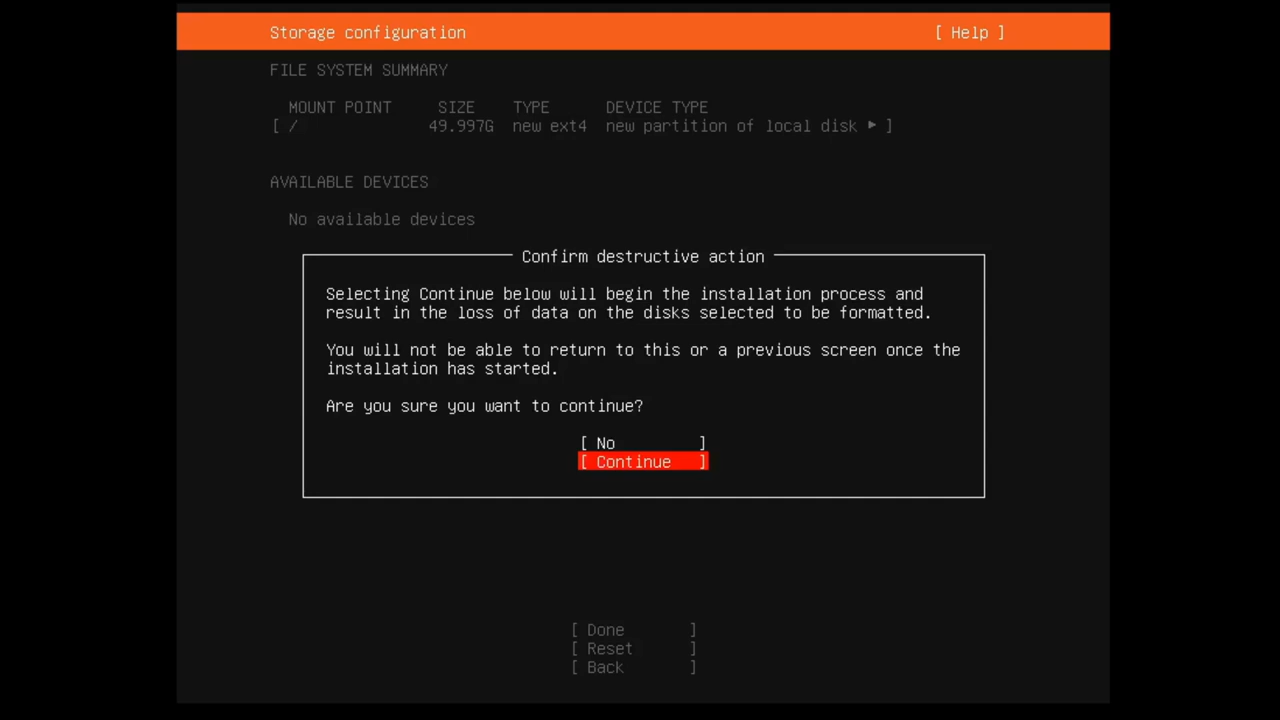 Storage configuration [ Help ]
FILE SYSTEM SUMMARY
MOUNT POINT SIZE TYPE DEVICE TYPE
[ / 49.997G new ext4 new partition of local disk ▸ ]
AVAILABLE DEVICES
No available devices
Confirm destructive action
Selecting Continue below will begin the installation process and
result in the loss of data on the disks selected to be formatted.
You will not be able to return to this or a previous screen once the
installation has started.
Are you sure you want to continue?
[ No ]
[ Continue ]
[ Done ]
[ Reset ]
[ Back ]